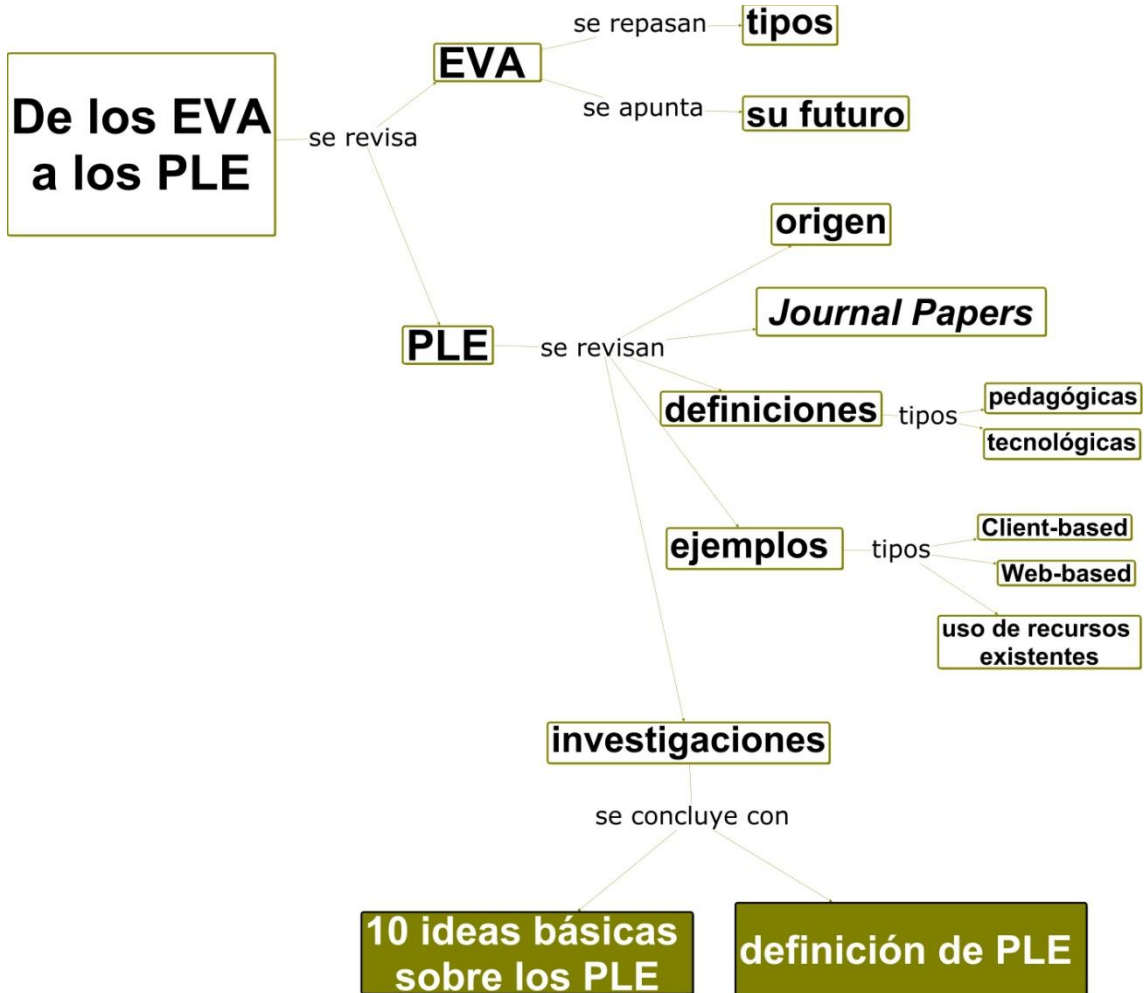 De los EVA
a los PLE
se revisa
EVA
se repasan
tipos
se apunta
su futuro
PLE
se revisan
origen
Journal Papers
definiciones
tipos
pedagógicas
tecnológicas
ejemplos
tipos
Client-based
Web-based
uso de recursos
existentes
investigaciones
se concluye con
10 ideas básicas
sobre los PLE
definición de PLE